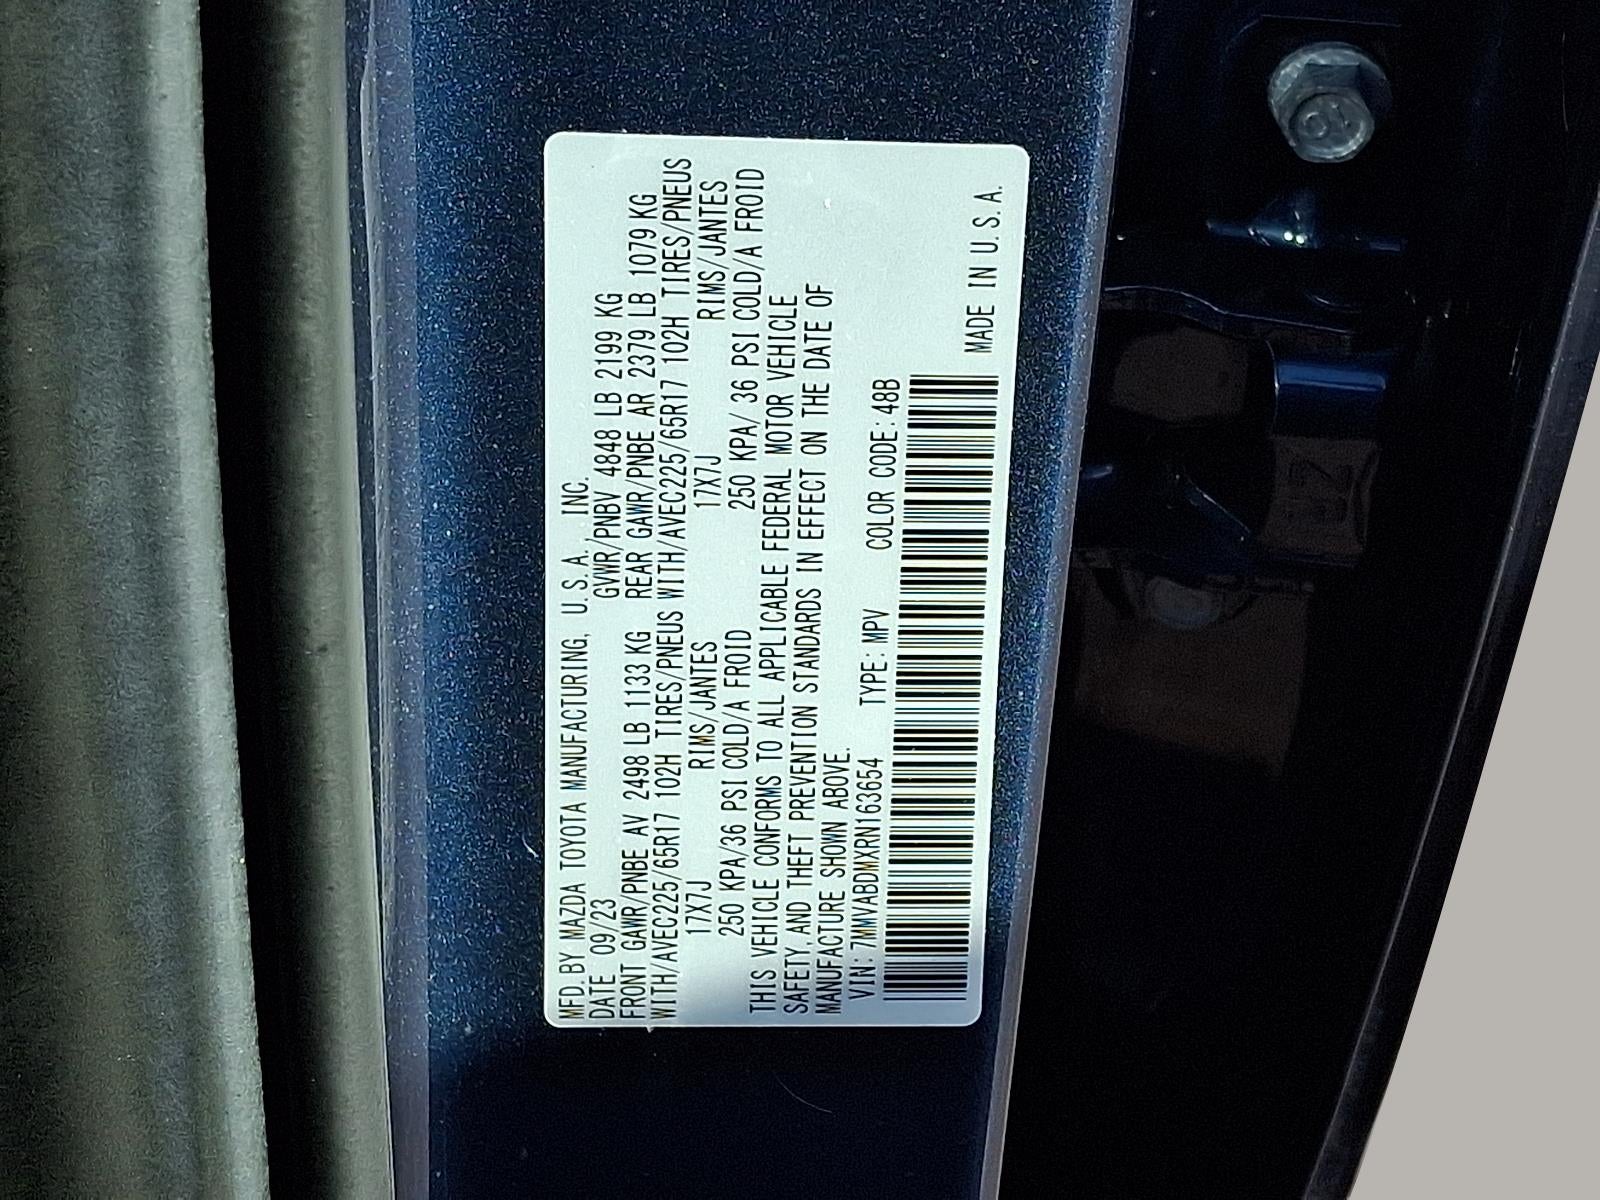 MFD. BY MAZDA TOYOTA MANUFACTURING, U.S.A., INC.
DATE 09/23 GVWR/PNBV 4848 LB 2199 KG
FRONT GAWR/PNBE AV 2498 LB 1133 KG REAR GAWR/PNBE AR 2379 LB 1079 KG
WITH/AVEC225/65R17 102H TIRES/PNEUS WITH/AVEC225/65R17 102H TIRES/PNEUS
17X7J RIMS/JANTES 17X7J RIMS/JANTES
250 KPA/36 PSI COLD/A FROID 250 KPA/ 36 PSI COLD/A FROID
THIS VEHICLE CONFORMS TO ALL APPLICABLE FEDERAL MOTOR VEHICLE
SAFETY, AND THEFT PREVENTION STANDARDS IN EFFECT ON THE DATE OF
MANUFACTURE SHOWN ABOVE.
VIN: 7MMVABDMXRN163654 TYPE: MPV COLOR CODE: 48B
MADE IN U.S.A.